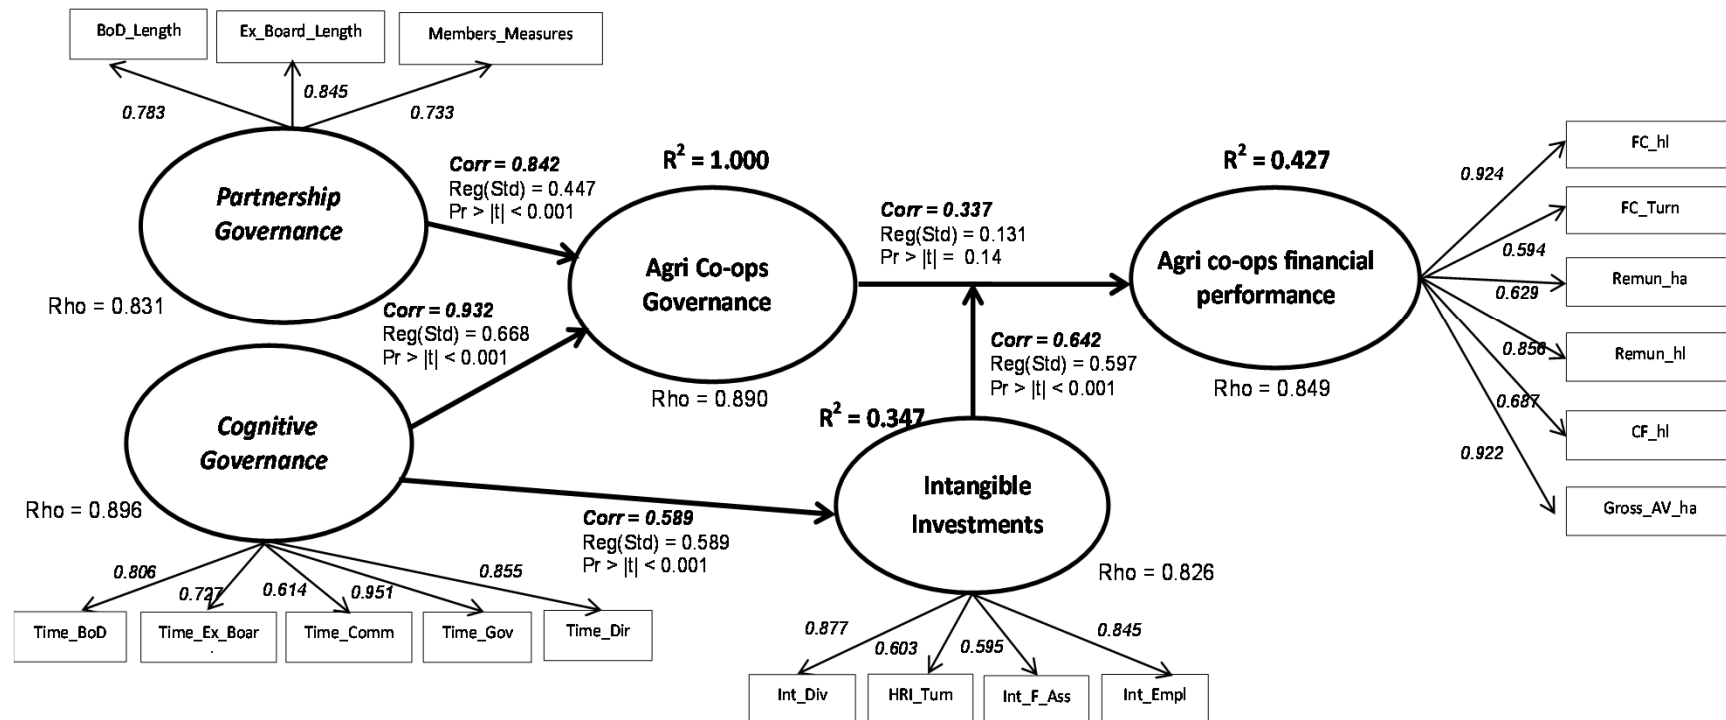 BoD_Length
Ex_Board_Length
Members_Measures
0.783
0.845
0.733
Partnership
Governance
Rho = 0.831
Corr = 0.842
Reg(Std) = 0.447
Pr > |t| < 0.001
R² = 1.000
Agri Co-ops
Governance
Rho = 0.890
Corr = 0.932
Reg(Std) = 0.668
Pr > |t| < 0.001
Cognitive
Governance
Rho = 0.896
0.806
0.727
0.614
0.951
0.855
Time_BoD
Time_Ex_Boar
.
Time_Comm
Time_Gov
Time_Dir
Corr = 0.589
Reg(Std) = 0.589
Pr > |t| < 0.001
Corr = 0.337
Reg(Std) = 0.131
Pr > |t| = 0.14
Corr = 0.642
Reg(Std) = 0.597
Pr > |t| < 0.001
R² = 0.347
Intangible
Investments
Rho = 0.826
0.877
0.603
0.595
0.845
Int_Div
HRI_Turn
Int_F_Ass
Int_Empl
R² = 0.427
Agri co-ops financial
performance
Rho = 0.849
0.924
0.594
0.629
0.856
0.687
0.922
FC_hl
FC_Turn
Remun_ha
Remun_hl
CF_hl
Gross_AV_ha